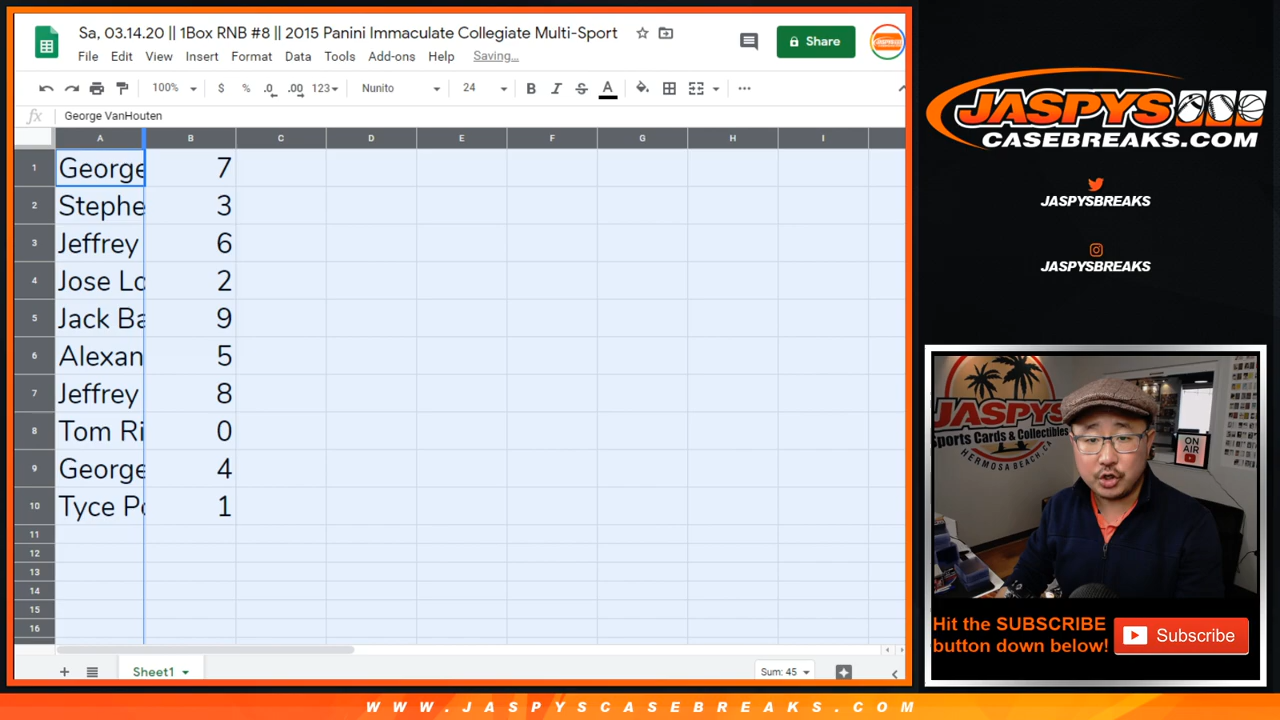 Sa, 03.14.20 || 1Box RNB #8 || 2015 Panini Immaculate Collegiate Multi-Sport
Share
File Edit View Insert Format Data Tools Add-ons Help Saving...
100% $ % .0 .00 123 Nunito 24 B I S A
fx George VanHouten
A B C D E F G H I
1 George 7
2 Stephe 3
3 Jeffrey 6
4 Jose Lo 2
5 Jack Ba 9
6 Alexan 5
7 Jeffrey 8
8 Tom Ri 0
9 George 4
10 Tyce Po 1
11
12
13
14
15
16
Sheet1
Sum: 45
JASPYS
CASEBREAKS.COM
JASPYSBREAKS
JASPYSBREAKS
JASPYS
Sports Cards & Collectibles
HERMOSA BEACH, CA
ON
AIR
Hit the SUBSCRIBE
button down below!
Subscribe
WWW.JASPYSCASEBREAKS.COM